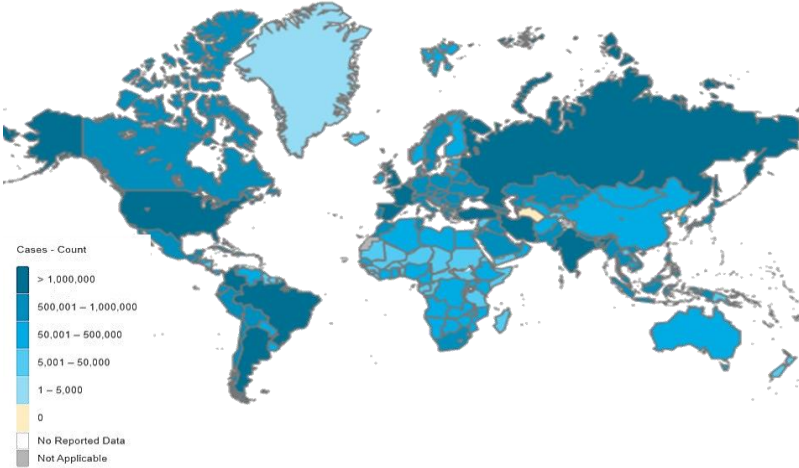 Cases - Count
> 1,000,000
500,001 – 1,000,000
50,001 – 500,000
5,001 – 50,000
1 – 5,000
0
No Reported Data
Not Applicable